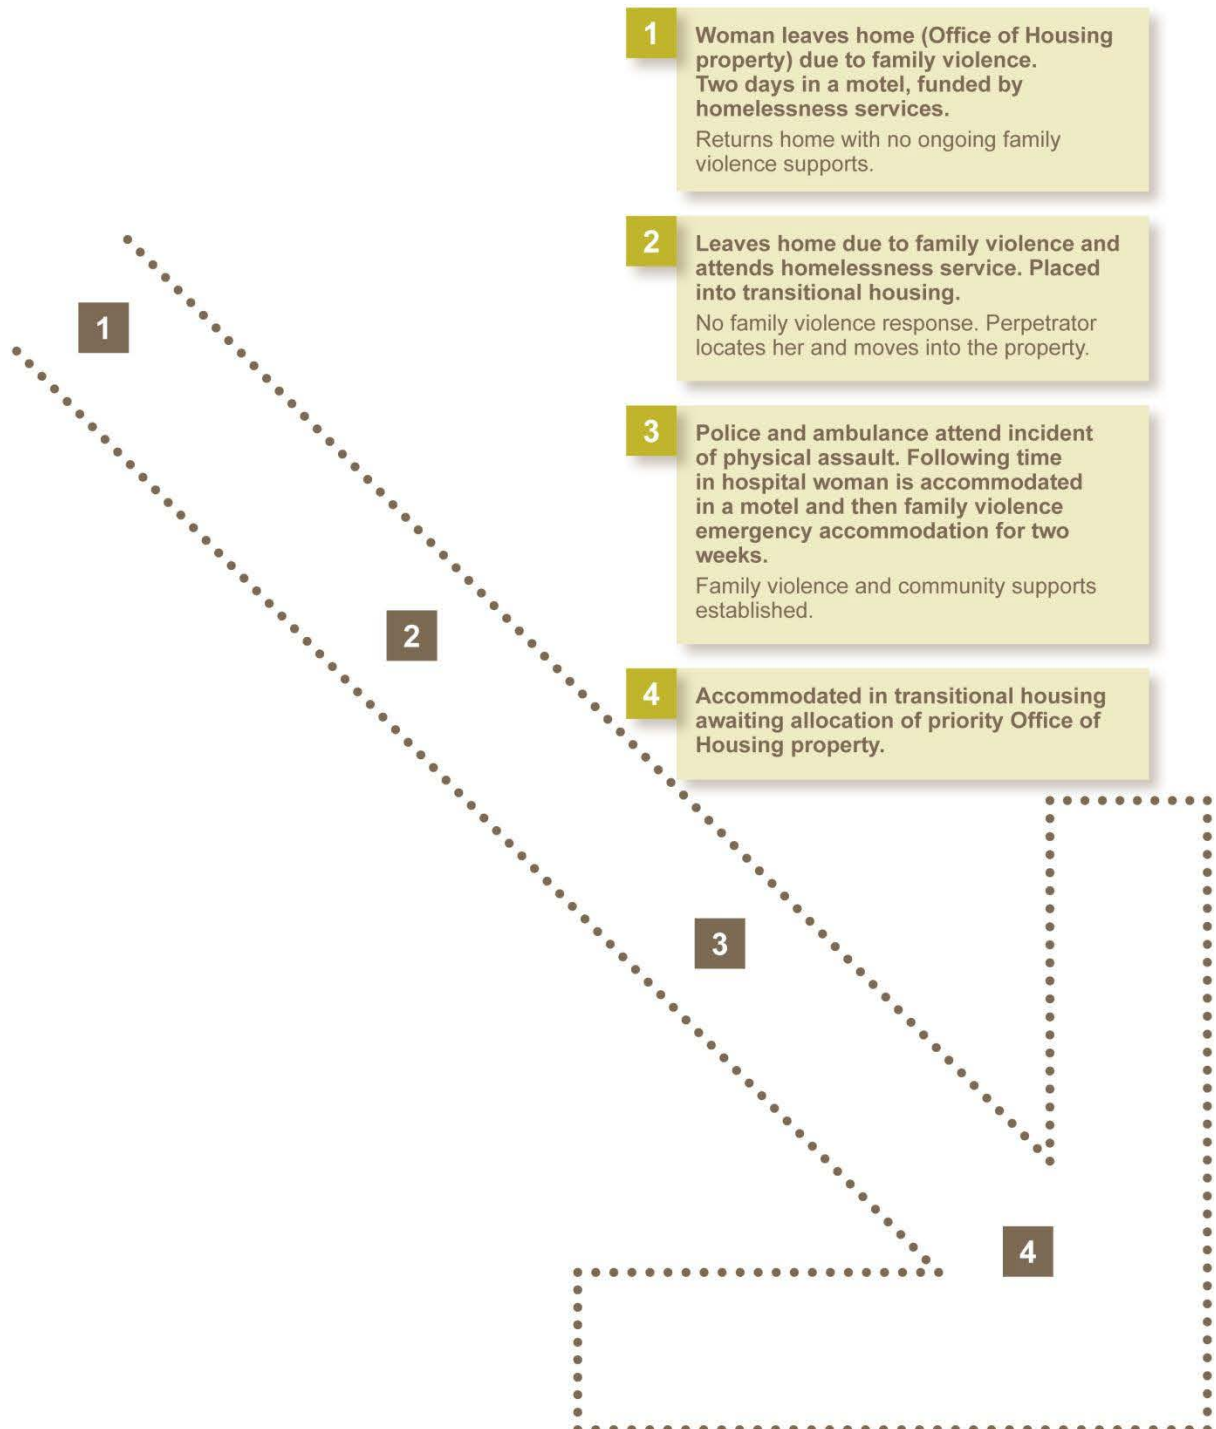 1
Woman leaves home (Office of Housing
property) due to family violence.
Two days in a motel, funded by
homelessness services.
Returns home with no ongoing family
violence supports.
2
Leaves home due to family violence and
attends homelessness service. Placed
into transitional housing.
No family violence response. Perpetrator
locates her and moves into the property.
3
Police and ambulance attend incident
of physical assault. Following time
in hospital woman is accommodated
in a motel and then family violence
emergency accommodation for two
weeks.
Family violence and community supports
established.
4
Accommodated in transitional housing
awaiting allocation of priority Office of
Housing property.
1
2
3
4